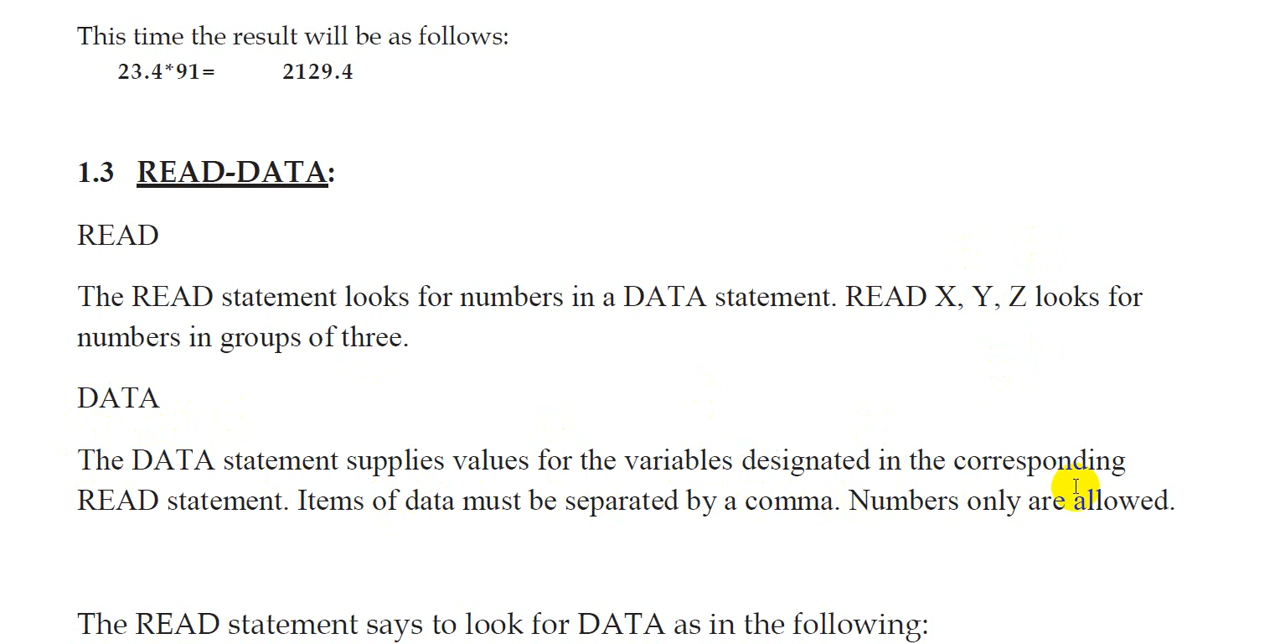 This time the result will be as follows:
23.4*91= 2129.4
1.3 READ-DATA:
READ
The READ statement looks for numbers in a DATA statement. READ X, Y, Z looks for
numbers in groups of three.
DATA
The DATA statement supplies values for the variables designated in the corresponding
READ statement. Items of data must be separated by a comma. Numbers only are allowed.
The READ statement says to look for DATA as in the following: